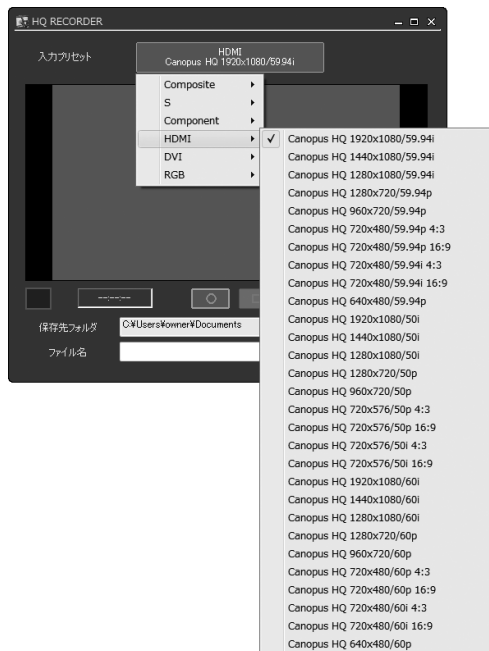 HQ RECORDER
入力プリセット
HDMI
Canopus HQ 1920x1080/59.94i
Composite
S
Component
HDMI
DVI
RGB
✓ Canopus HQ 1920x1080/59.94i
Canopus HQ 1440x1080/59.94i
Canopus HQ 1280x1080/59.94i
Canopus HQ 1280x720/59.94p
Canopus HQ 960x720/59.94p
Canopus HQ 720x480/59.94p 4:3
Canopus HQ 720x480/59.94p 16:9
Canopus HQ 720x480/59.94i 4:3
Canopus HQ 720x480/59.94i 16:9
Canopus HQ 640x480/59.94p
Canopus HQ 1920x1080/50i
Canopus HQ 1440x1080/50i
Canopus HQ 1280x1080/50i
Canopus HQ 1280x720/50p
Canopus HQ 960x720/50p
Canopus HQ 720x576/50p 4:3
Canopus HQ 720x576/50p 16:9
Canopus HQ 720x576/50i 4:3
Canopus HQ 720x576/50i 16:9
Canopus HQ 1920x1080/60i
Canopus HQ 1440x1080/60i
Canopus HQ 1280x1080/60i
Canopus HQ 1280x720/60p
Canopus HQ 960x720/60p
Canopus HQ 720x480/60p 4:3
Canopus HQ 720x480/60p 16:9
Canopus HQ 720x480/60i 4:3
Canopus HQ 720x480/60i 16:9
Canopus HQ 640x480/60p
--:--:--
保存先フォルダ
C:¥Users¥owner¥Documents
ファイル名